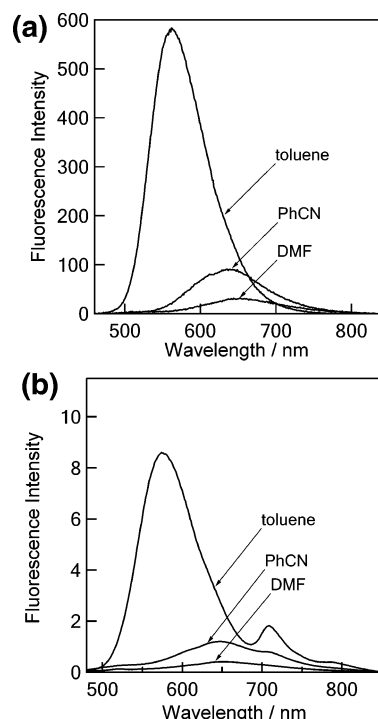 (a)
Fluorescence Intensity
600
500
400
300
200
100
0
toluene
PhCN
DMF
500 600 700 800
Wavelength / nm
(b)
Fluorescence Intensity
10
8
6
4
2
0
toluene
PhCN
DMF
500 600 700 800
Wavelength / nm